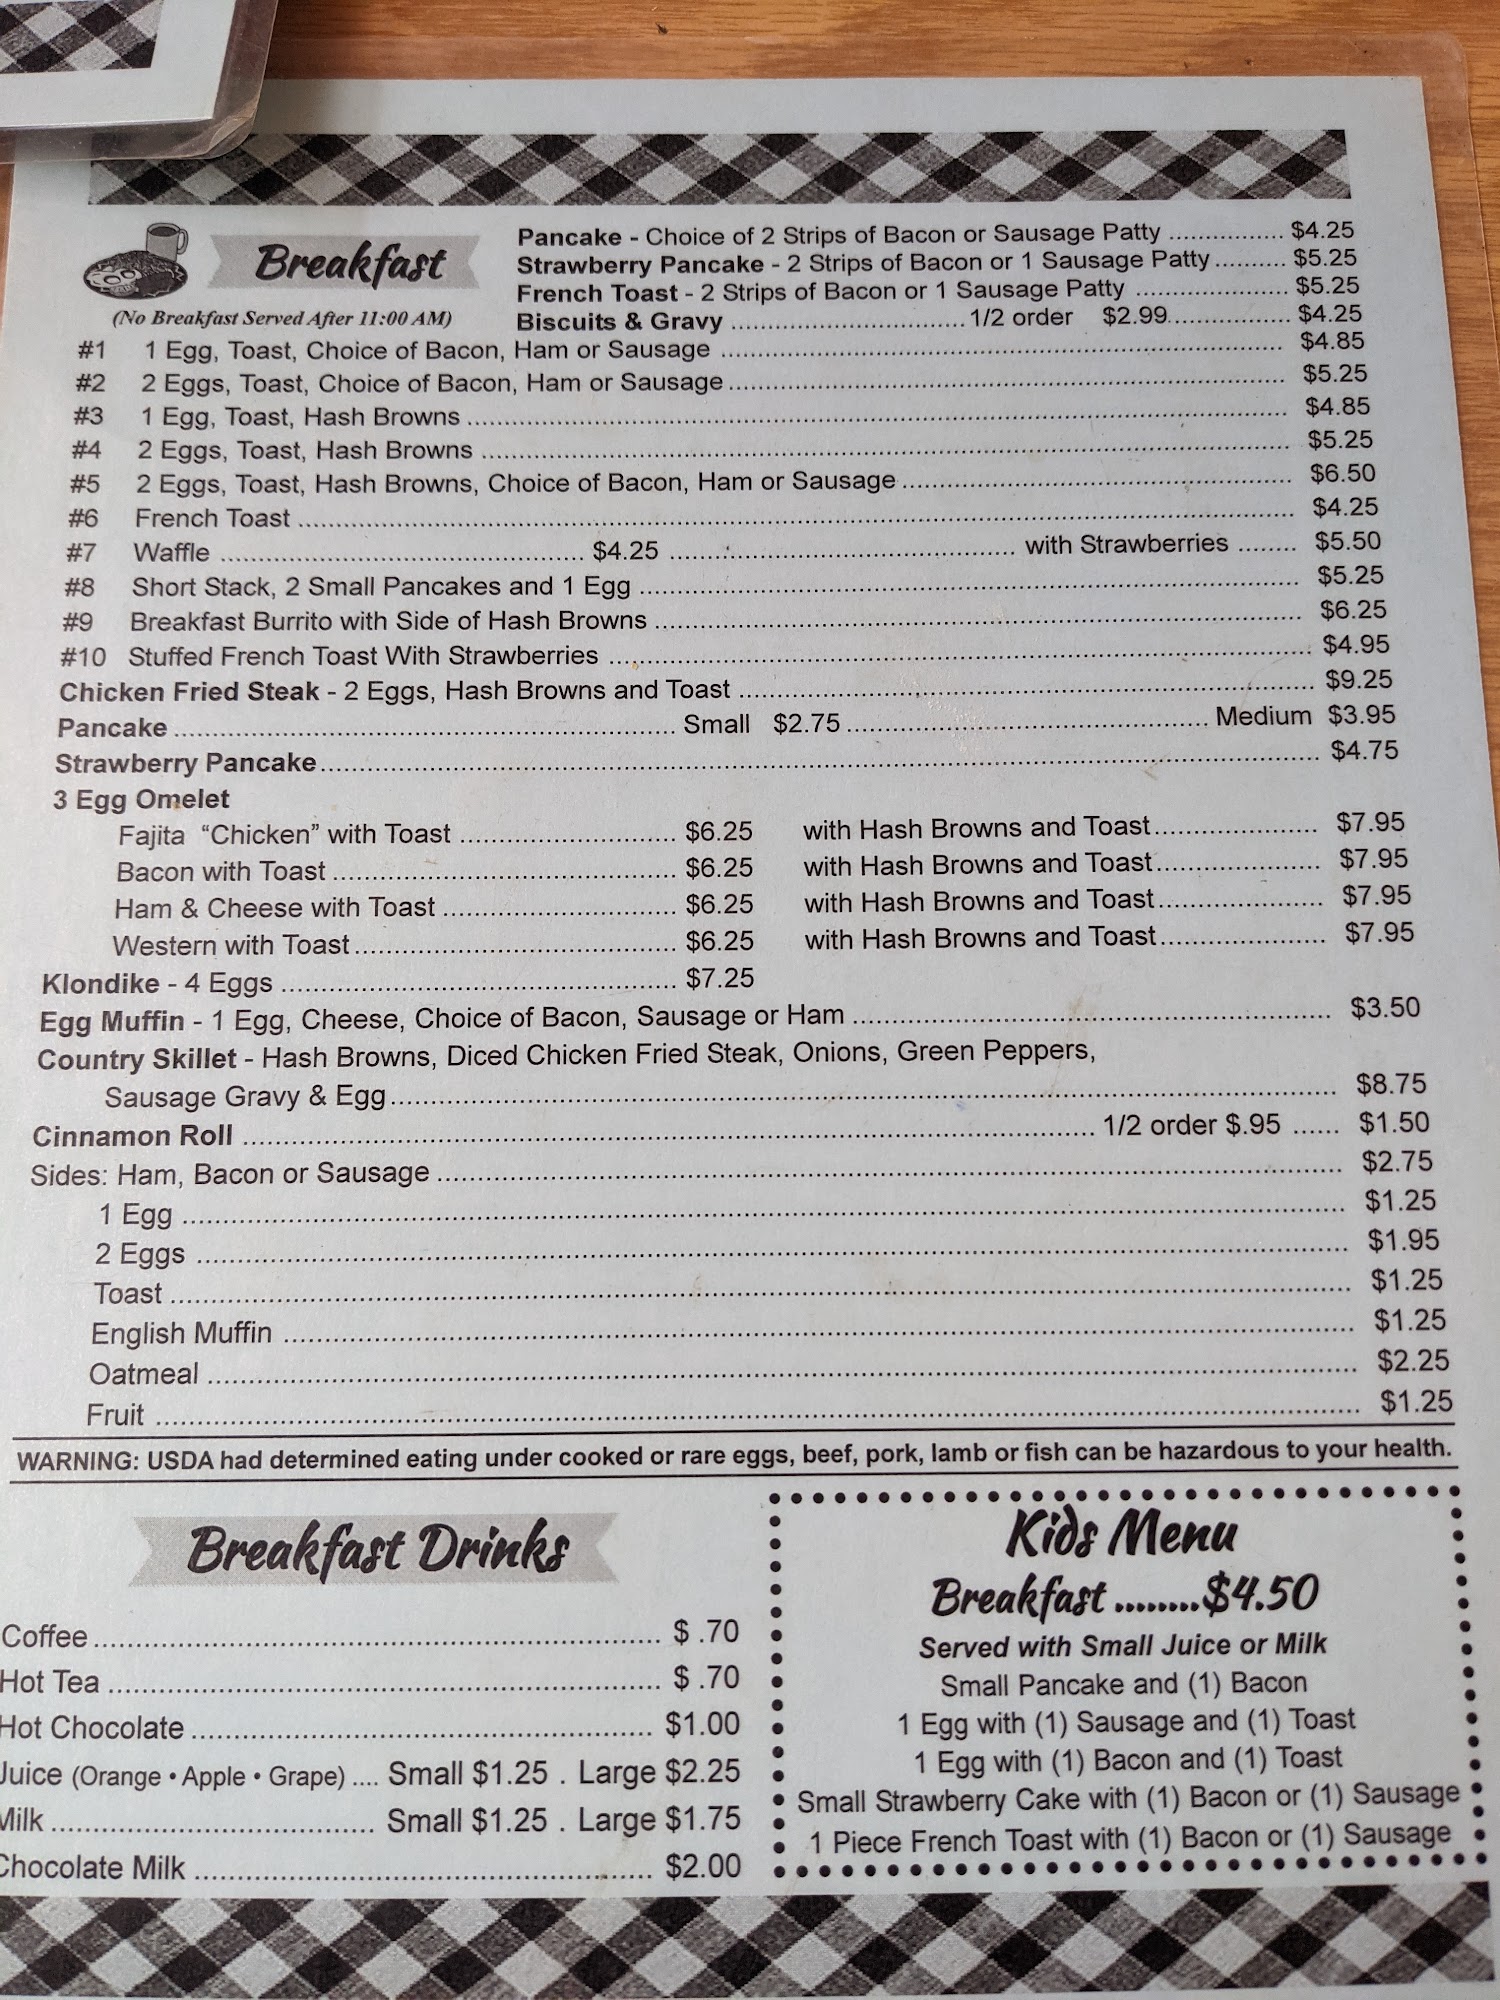 Breakfast
(No Breakfast Served After 11:00 AM)
Pancake - Choice of 2 Strips of Bacon or Sausage Patty ................ $4.25
Strawberry Pancake - 2 Strips of Bacon or 1 Sausage Patty .......... $5.25
French Toast - 2 Strips of Bacon or 1 Sausage Patty ..................... $5.25
Biscuits & Gravy ................................ 1/2 order $2.99 ................. $4.25
#1 1 Egg, Toast, Choice of Bacon, Ham or Sausage ........ $4.85
#2 2 Eggs, Toast, Choice of Bacon, Ham or Sausage ........ $5.25
#3 1 Egg, Toast, Hash Browns ........ $4.85
#4 2 Eggs, Toast, Hash Browns ........ $5.25
#5 2 Eggs, Toast, Hash Browns, Choice of Bacon, Ham or Sausage ........ $6.50
#6 French Toast ........ $4.25
#7 Waffle ........ $4.25 ........ with Strawberries ........ $5.50
#8 Short Stack, 2 Small Pancakes and 1 Egg ........ $5.25
#9 Breakfast Burrito with Side of Hash Browns ........ $6.25
#10 Stuffed French Toast With Strawberries ........ $4.95
Chicken Fried Steak - 2 Eggs, Hash Browns and Toast ........ $9.25
Pancake ........ Small $2.75 ........ Medium $3.95
Strawberry Pancake ........ $4.75
3 Egg Omelet
Fajita "Chicken" with Toast ........ $6.25 with Hash Browns and Toast ........ $7.95
Bacon with Toast ........ $6.25 with Hash Browns and Toast ........ $7.95
Ham & Cheese with Toast ........ $6.25 with Hash Browns and Toast ........ $7.95
Western with Toast ........ $6.25 with Hash Browns and Toast ........ $7.95
Klondike - 4 Eggs ........ $7.25
Egg Muffin - 1 Egg, Cheese, Choice of Bacon, Sausage or Ham ........ $3.50
Country Skillet - Hash Browns, Diced Chicken Fried Steak, Onions, Green Peppers,
Sausage Gravy & Egg ........ $8.75
Cinnamon Roll ........ 1/2 order $.95 ...... $1.50
Sides: Ham, Bacon or Sausage ........ $2.75
1 Egg ........ $1.25
2 Eggs ........ $1.95
Toast ........ $1.25
English Muffin ........ $1.25
Oatmeal ........ $2.25
Fruit ........ $1.25
WARNING: USDA had determined eating under cooked or rare eggs, beef, pork, lamb or fish can be hazardous to your health.
Breakfast Drinks
Coffee ........ $ .70
Hot Tea ........ $ .70
Hot Chocolate ........ $1.00
Juice (Orange • Apple • Grape) .... Small $1.25 . Large $2.25
Milk ........ Small $1.25 . Large $1.75
Chocolate Milk ........ $2.00
Kids Menu
Breakfast ........$4.50
Served with Small Juice or Milk
Small Pancake and (1) Bacon
1 Egg with (1) Sausage and (1) Toast
1 Egg with (1) Bacon and (1) Toast
Small Strawberry Cake with (1) Bacon or (1) Sausage
1 Piece French Toast with (1) Bacon or (1) Sausage